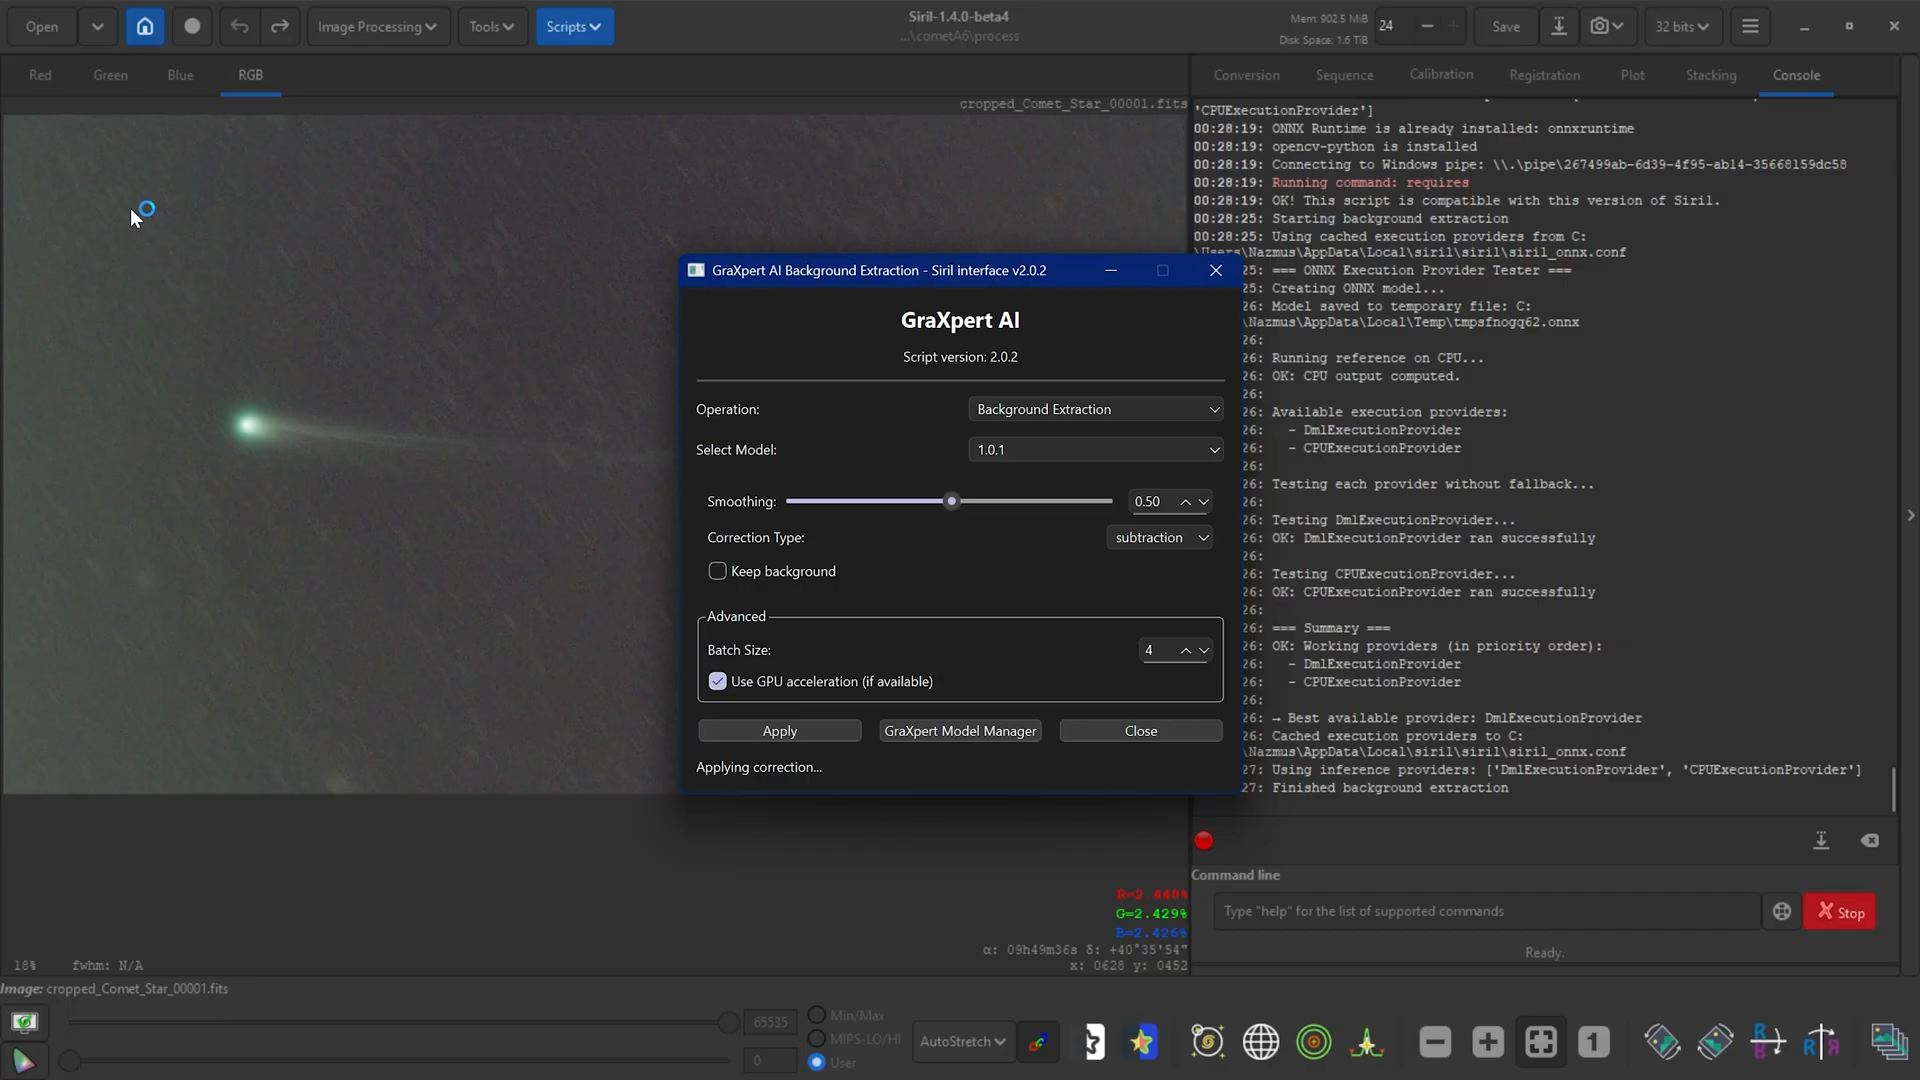 Open
Image Processing
Tools
Scripts
Siril-1.4.0-beta4
...\cometA6\process
Mem: 902.5 MiB
Disk Space: 1.6 TiB
24
Save
32 bits
Red
Green
Blue
RGB
Conversion
Sequence
Calibration
Registration
Plot
Stacking
Console
cropped_Comet_Star_00001.fits
'CPUExecutionProvider']
00:28:19: ONNX Runtime is already installed: onnxruntime
00:28:19: opencv-python is installed
00:28:19: Connecting to Windows pipe: \\.\pipe\267499ab-6d39-4f95-ab14-35668159dc58
00:28:19: Running command: requires
00:28:19: OK! This script is compatible with this version of Siril.
00:28:25: Starting background extraction
00:28:25: Using cached execution providers from C:
\Users\Nazmus\AppData\Local\siril\siril\siril_onnx.conf
25: === ONNX Execution Provider Tester ===
25: Creating ONNX model...
26: Model saved to temporary file: C:
\Nazmus\AppData\Local\Temp\tmpsfnogq62.onnx
26:
26: Running reference on CPU...
26: OK: CPU output computed.
26:
26: Available execution providers:
26: - DmlExecutionProvider
26: - CPUExecutionProvider
26:
26: Testing each provider without fallback...
26:
26: Testing DmlExecutionProvider...
26: OK: DmlExecutionProvider ran successfully
26:
26: Testing CPUExecutionProvider...
26: OK: CPUExecutionProvider ran successfully
26:
26: === Summary ===
26: OK: Working providers (in priority order):
26: - DmlExecutionProvider
26: - CPUExecutionProvider
26:
26: → Best available provider: DmlExecutionProvider
26: Cached execution providers to C:
\Nazmus\AppData\Local\siril\siril\siril_onnx.conf
27: Using inference providers: ['DmlExecutionProvider', 'CPUExecutionProvider']
27: Finished background extraction
GraXpert AI Background Extraction - Siril interface v2.0.2
GraXpert AI
Script version: 2.0.2
Operation:
Background Extraction
Select Model:
1.0.1
Smoothing:
0.50
Correction Type:
subtraction
Keep background
Advanced
Batch Size:
4
Use GPU acceleration (if available)
Apply
GraXpert Model Manager
Close
Applying correction...
Command line
Type "help" for the list of supported commands
Stop
Ready.
R=2.448%
G=2.429%
B=2.426%
α: 09h49m36s δ: +40°35'54"
x: 0628 y: 0452
18%
fwhm: N/A
Image: cropped_Comet_Star_00001.fits
65535
0
Min/Max
MIPS-LO/HI
User
AutoStretch
1
R
R
R